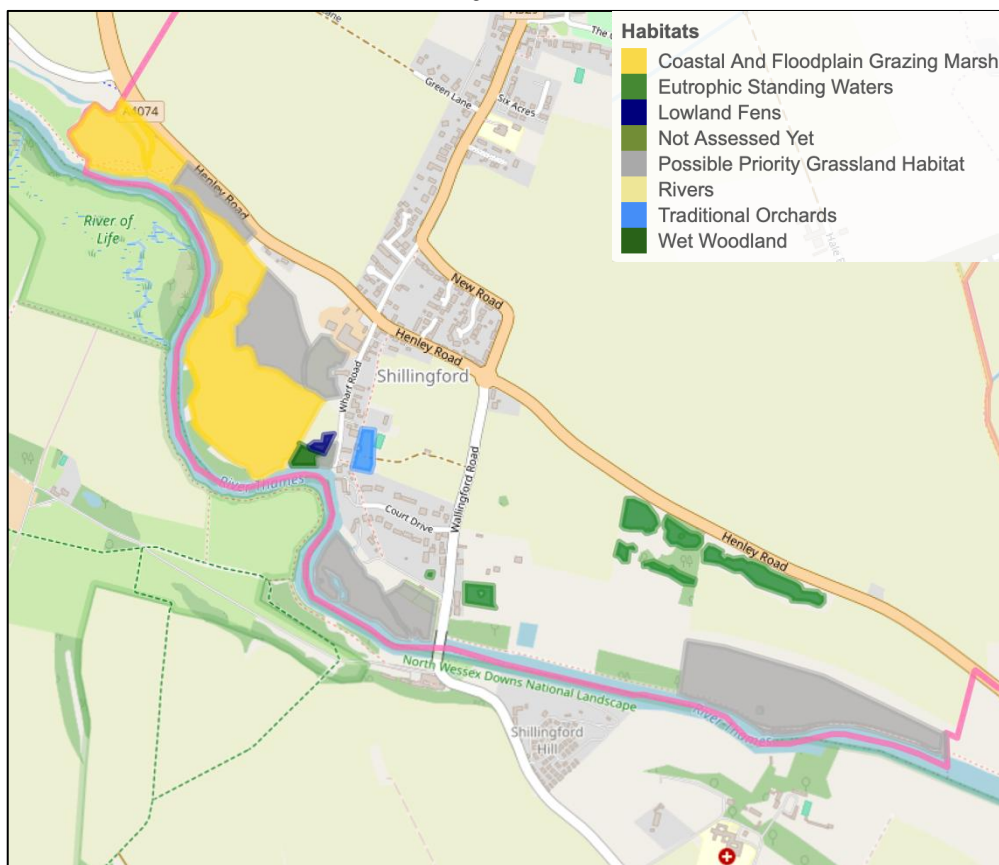 Habitats
Coastal And Floodplain Grazing Marsh
Eutrophic Standing Waters
Lowland Fens
Not Assessed Yet
Possible Priority Grassland Habitat
Rivers
Traditional Orchards
Wet Woodland
The
Green Lane
Six Acres
A4074
Henley Road
River of
Life
New Road
Henley Road
Shillingford
Wharf Road
Wallingford Road
River Thames
Court Drive
Henley Road
North Wessex Downs National Landscape
Shillingford
Hill